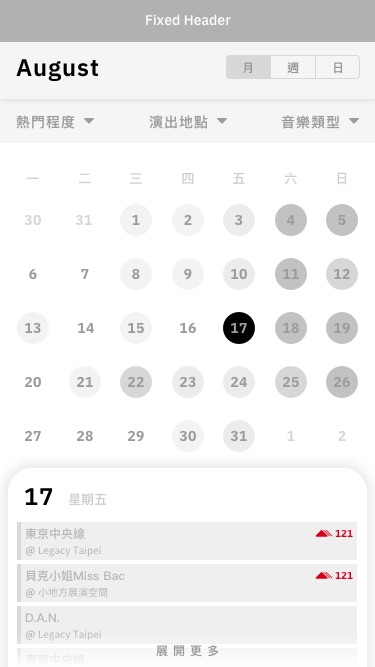 Fixed Header
August
月 週 日
熱門程度 演出地點 音樂類型
一 二 三 四 五 六 日
30 31 1 2 3 4 5
6 7 8 9 10 11 12
13 14 15 16 17 18 19
20 21 22 23 24 25 26
27 28 29 30 31 1 2
17 星期五
東京中央線 121
@ Legacy Taipei
貝克小姐Miss Bac 121
@ 小地方展演空間
D.A.N.
@ Legacy Taipei
展開更多
東京中央線